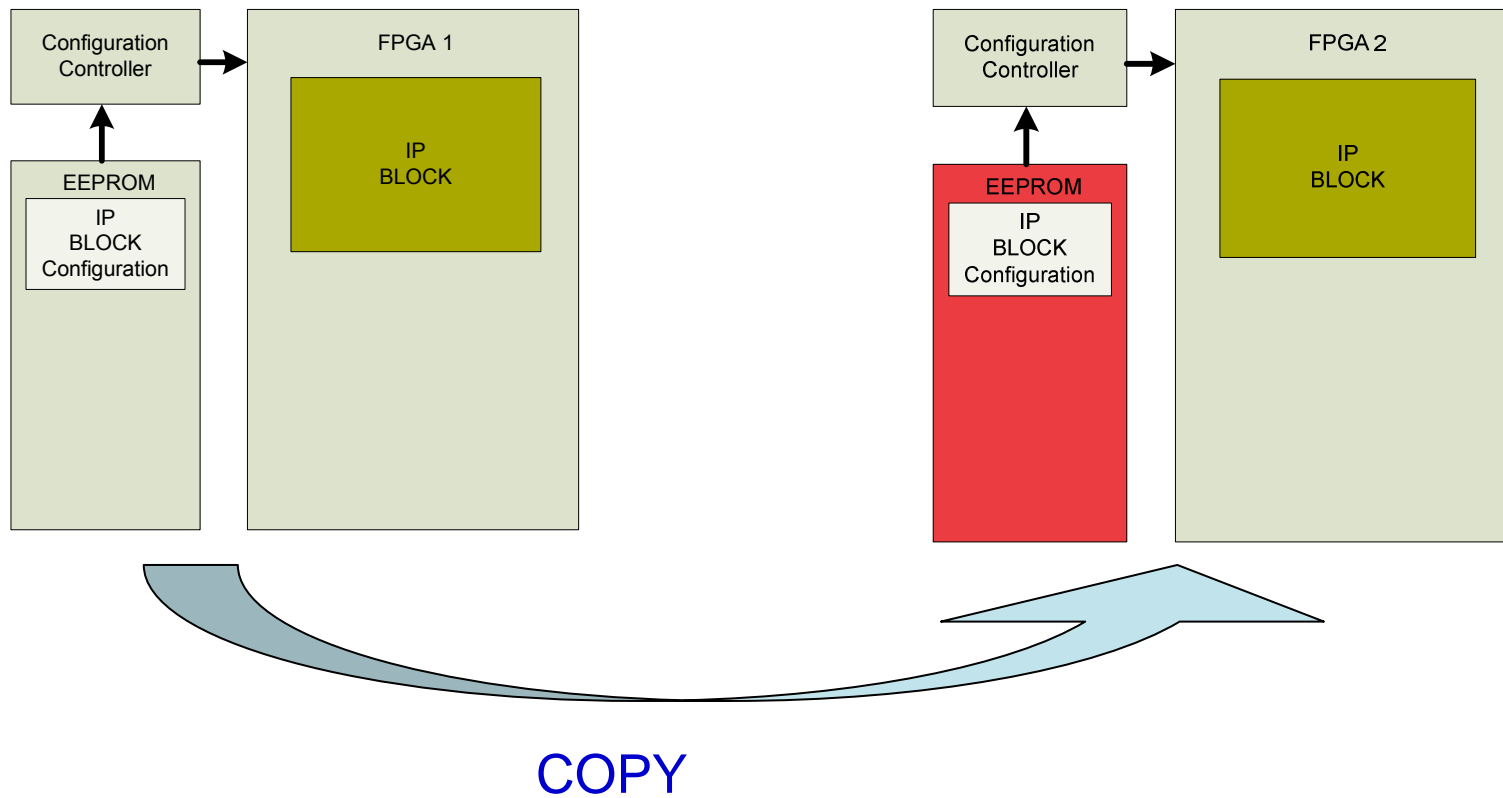 Configuration
Controller
FPGA 1
IP
BLOCK
EEPROM
IP
BLOCK
Configuration
Configuration
Controller
FPGA 2
IP
BLOCK
EEPROM
IP
BLOCK
Configuration
COPY